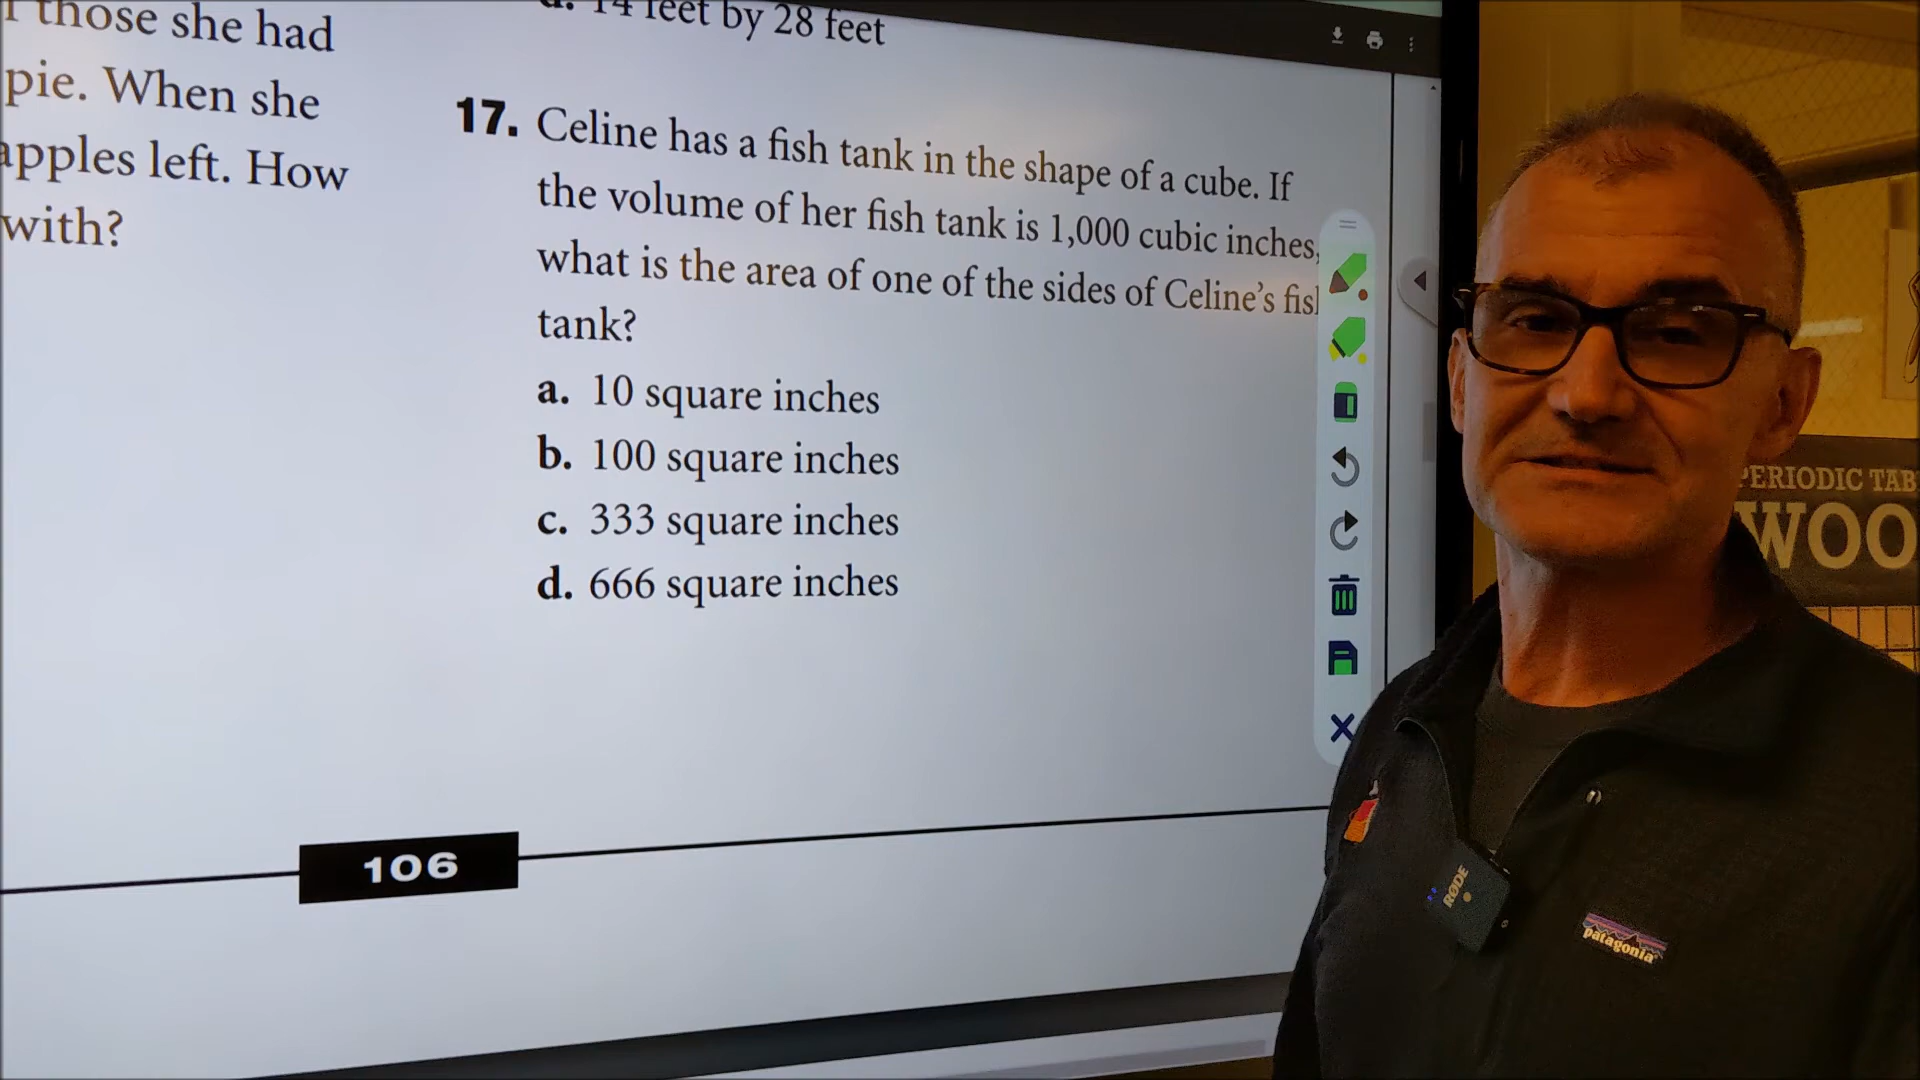 those she had
pie. When she
apples left. How
with?
14 feet by 28 feet
17. Celine has a fish tank in the shape of a cube. If
the volume of her fish tank is 1,000 cubic inches,
what is the area of one of the sides of Celine's
tank?
a. 10 square inches
b. 100 square inches
c. 333 square inches
d. 666 square inches
106
PERIODIC TAB
WOO
RØDE
patagonia